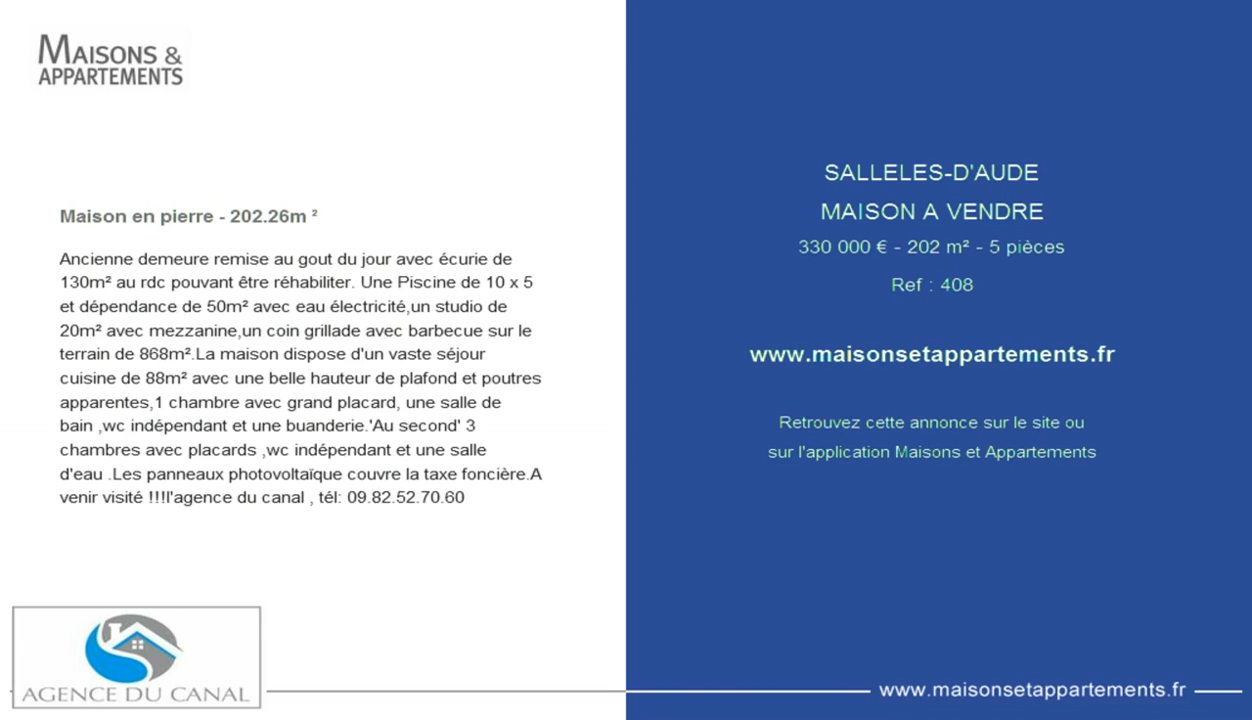 MAISONS &
APPARTEMENTS
Maison en pierre - 202.26m ²
Ancienne demeure remise au gout du jour avec écurie de
130m² au rdc pouvant être réhabiliter. Une Piscine de 10 x 5
et dépendance de 50m² avec eau électricité,un studio de
20m² avec mezzanine,un coin grillade avec barbecue sur le
terrain de 868m².La maison dispose d'un vaste séjour
cuisine de 88m² avec une belle hauteur de plafond et poutres
apparentes,1 chambre avec grand placard, une salle de
bain ,wc indépendant et une buanderie.'Au second' 3
chambres avec placards ,wc indépendant et une salle
d'eau .Les panneaux photovoltaïque couvre la taxe foncière.A
venir visité !!!l'agence du canal , tél: 09.82.52.70.60
AGENCE DU CANAL
SALLELES-D'AUDE
MAISON A VENDRE
330 000 € - 202 m² - 5 pièces
Ref : 408
www.maisonsetappartements.fr
Retrouvez cette annonce sur le site ou
sur l'application Maisons et Appartements
www.maisonsetappartements.fr